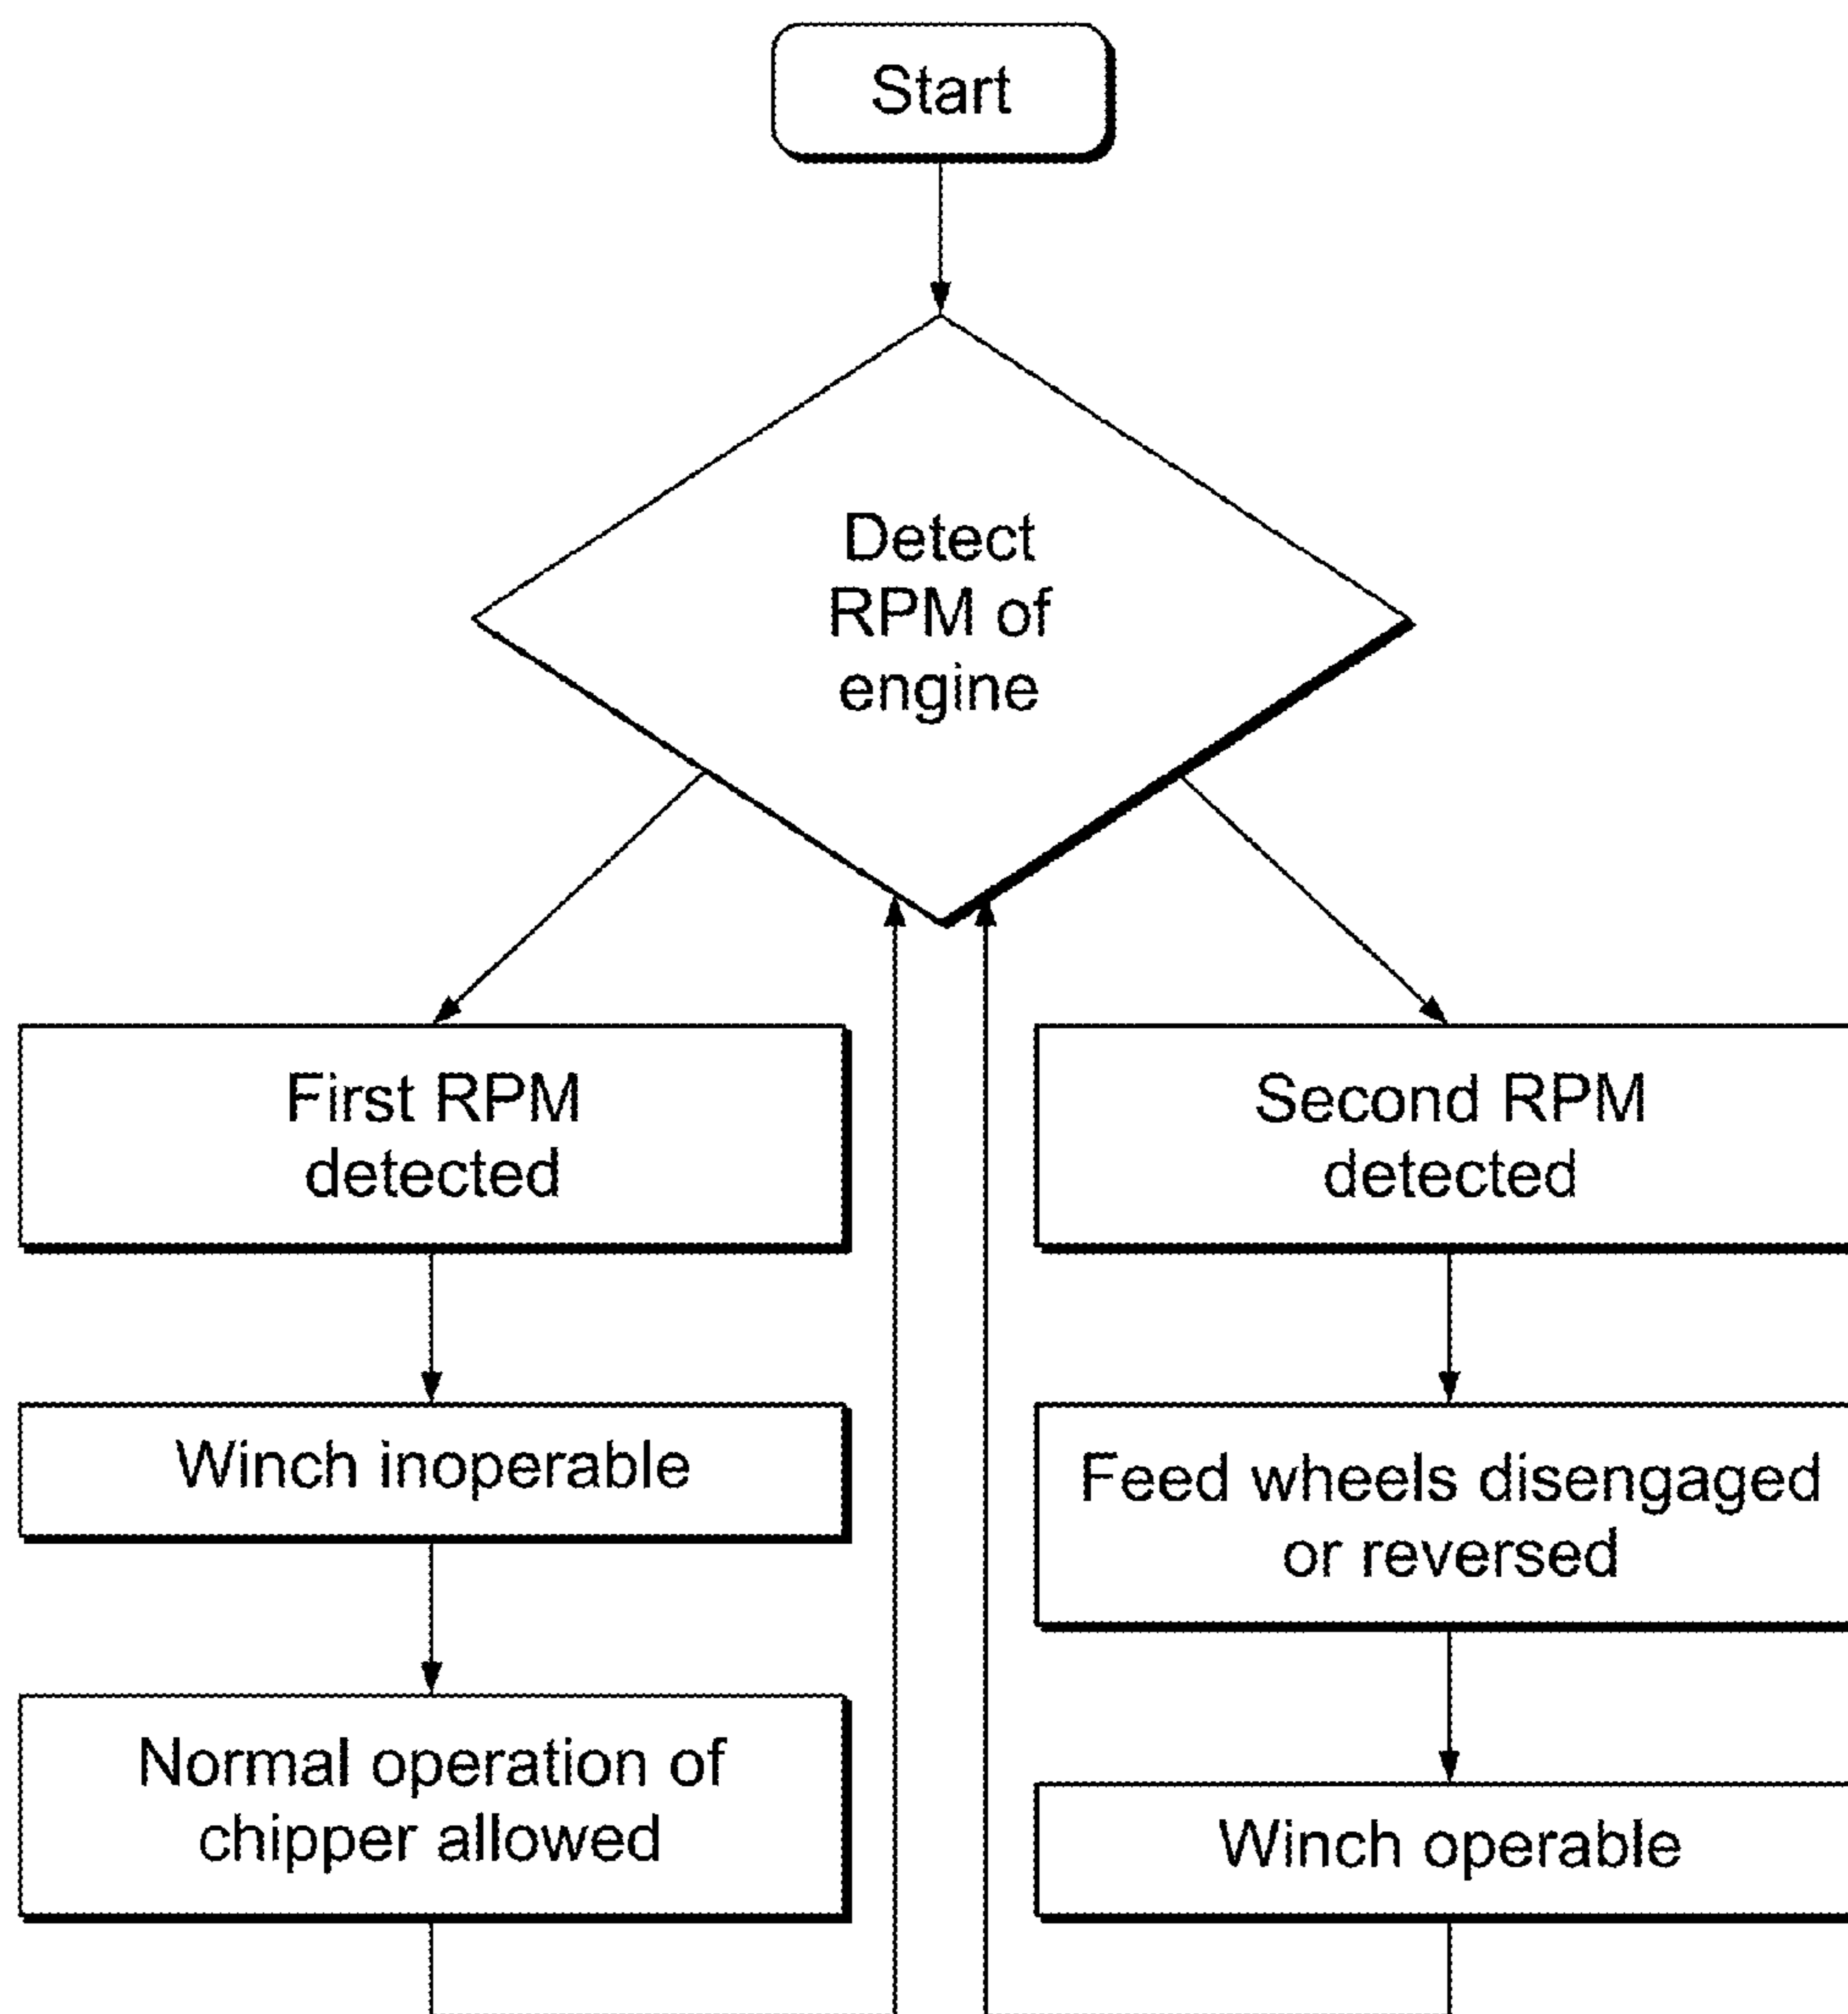 Start
Detect
RPM of
engine
First RPM
detected
Winch inoperable
Normal operation of
chipper allowed
Second RPM
detected
Feed wheels disengaged
or reversed
Winch operable